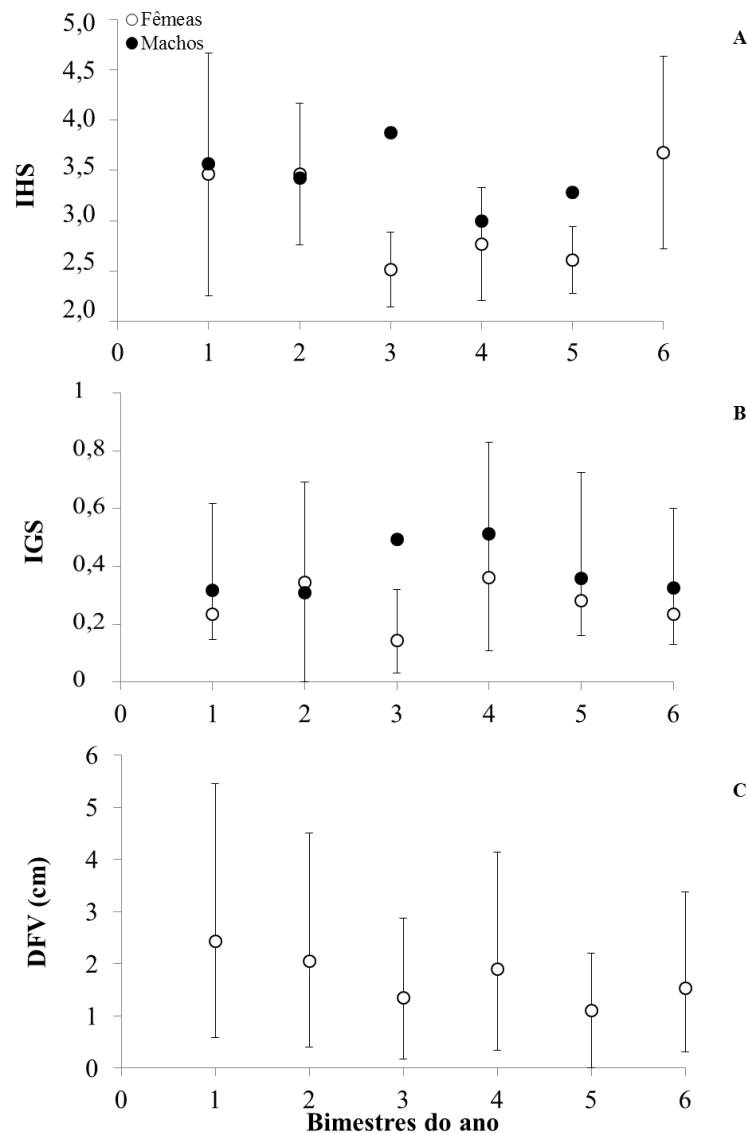 5,0
Fêmeas
Machos
A
4,5
4,0
3,5
IHS
3,0
2,5
2,0
0 1 2 3 4 5 6
1
B
0,8
0,6
IGS
0,4
0,2
0
0 1 2 3 4 5 6
6
C
5
4
DFV (cm)
3
2
1
0
0 1 2 3 4 5 6
Bimestres do ano